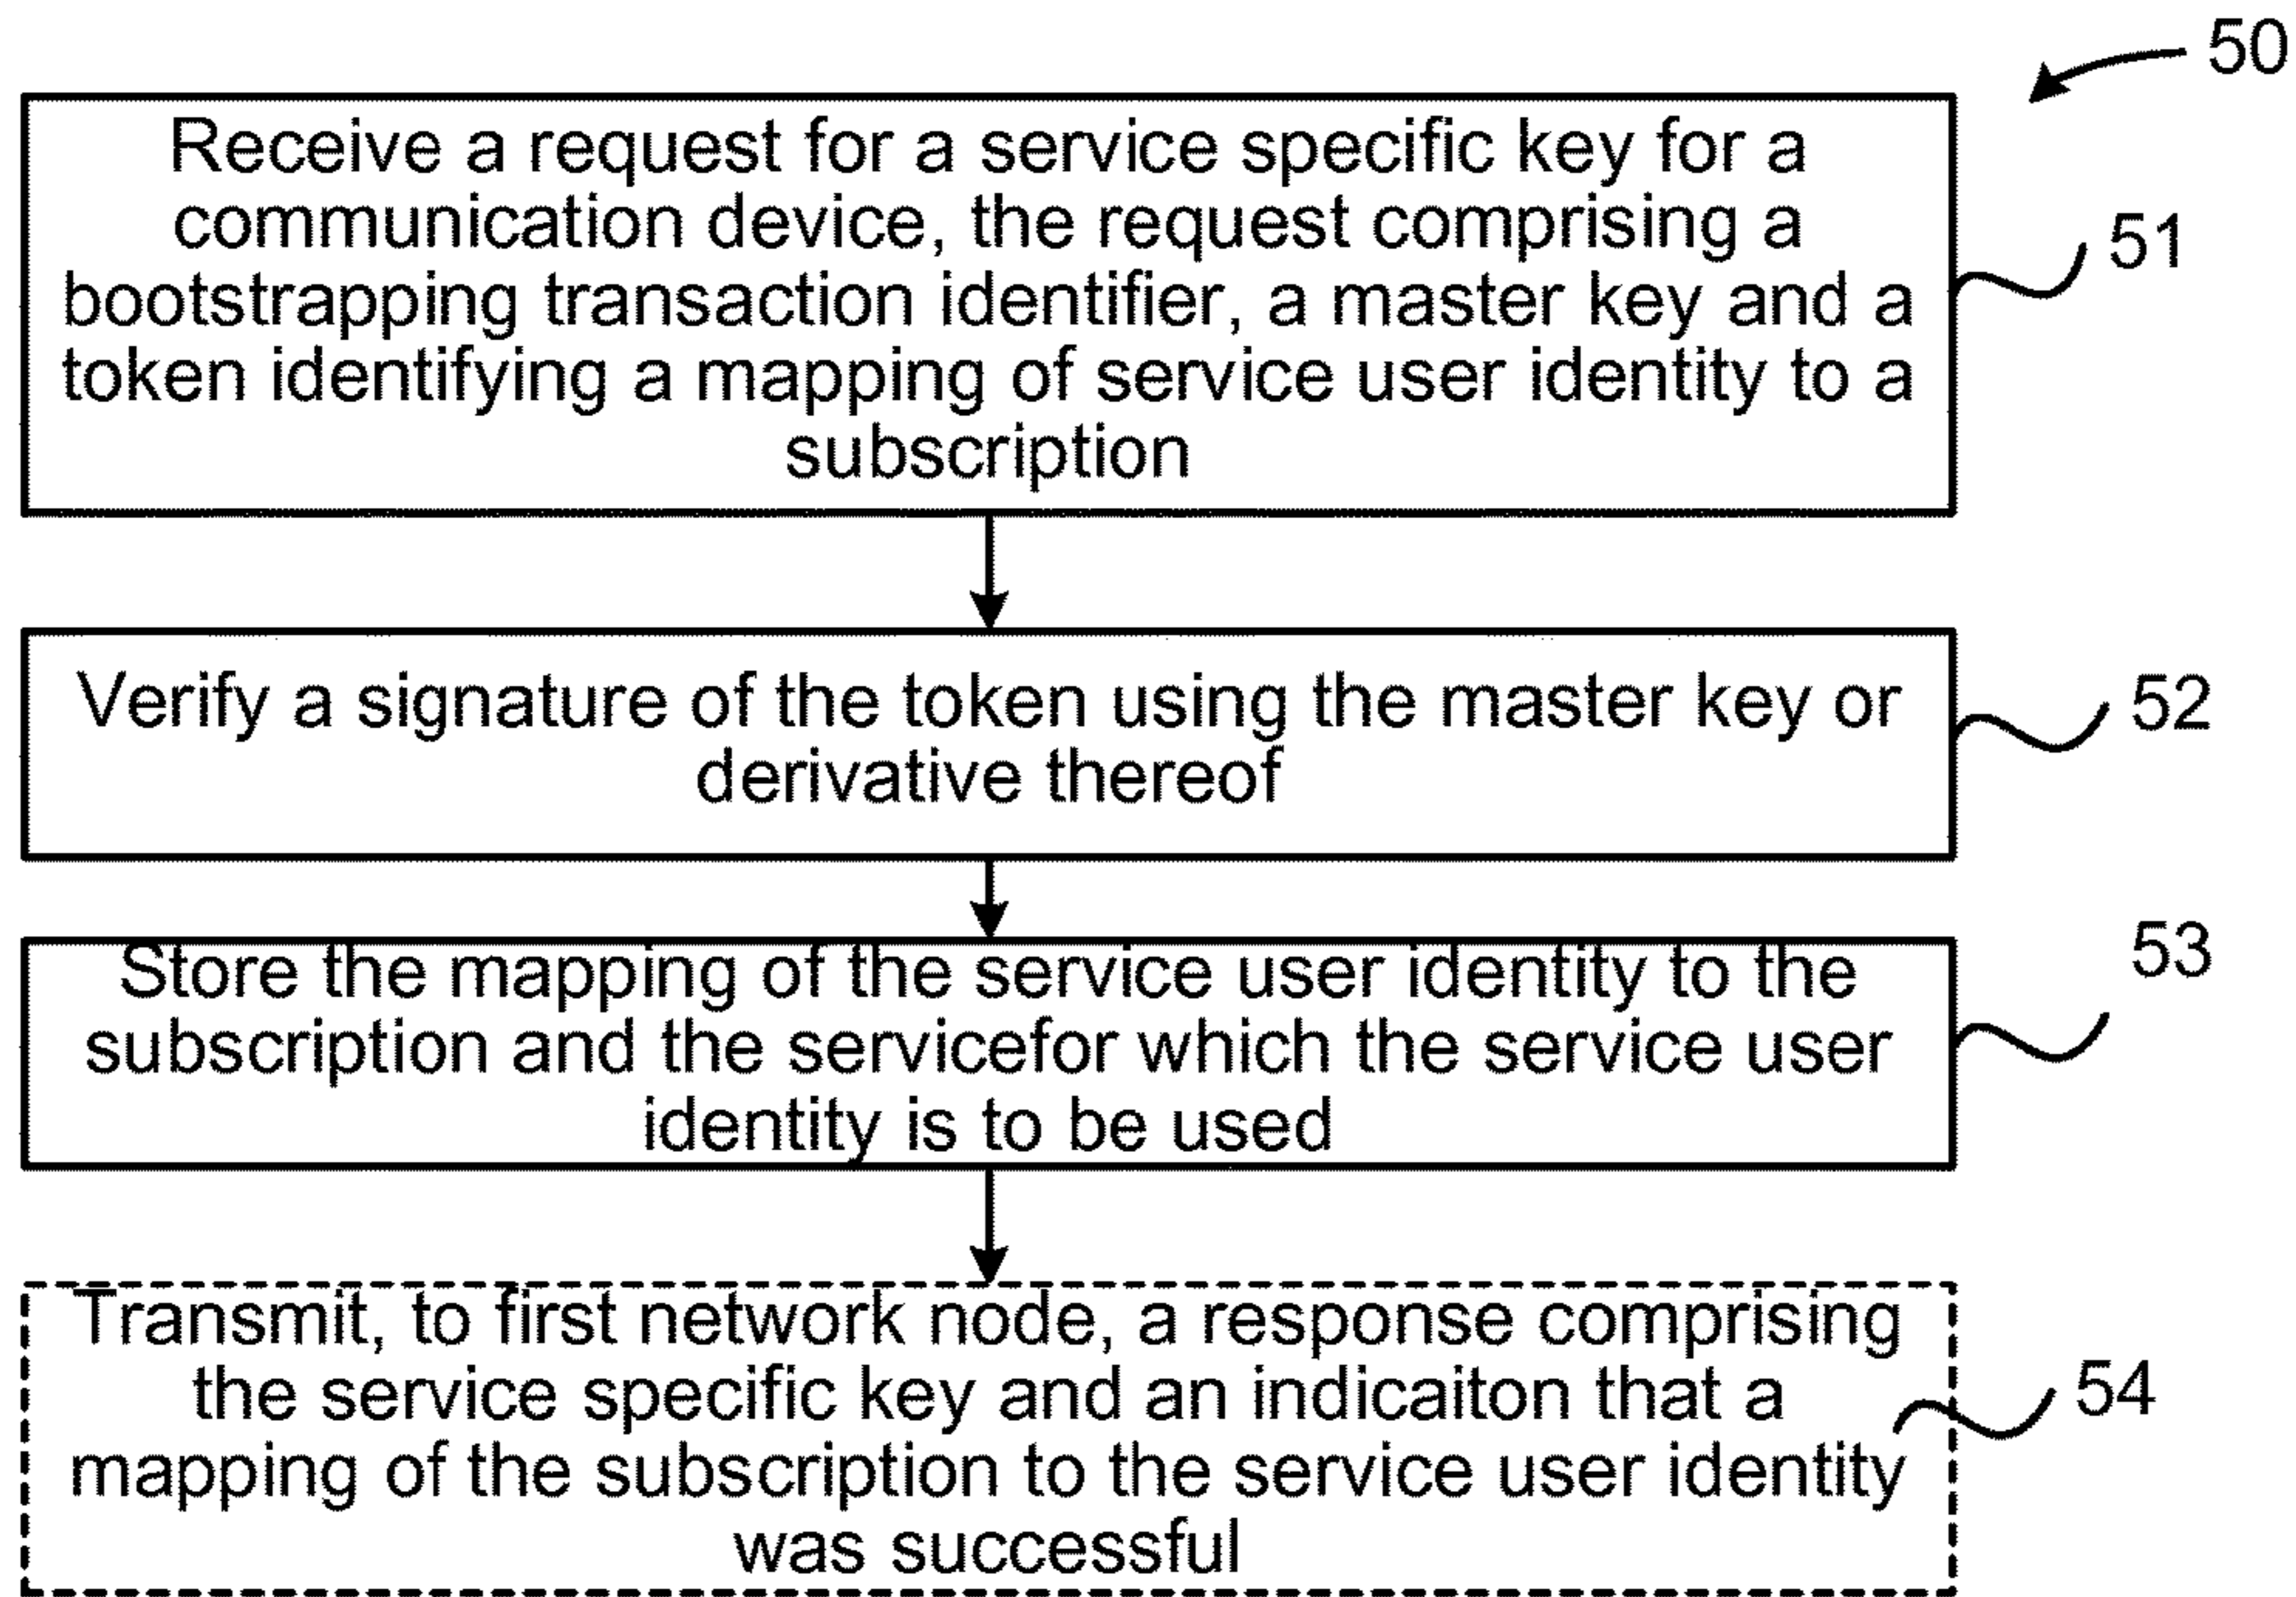 50
Receive a request for a service specific key for a
communication device, the request comprising a
bootstrapping transaction identifier, a master key and a
token identifying a mapping of service user identity to a
subscription
51
Verify a signature of the token using the master key or
derivative thereof
52
Store the mapping of the service user identity to the
subscription and the servicefor which the service user
identity is to be used
53
Transmit, to first network node, a response comprising
the service specific key and an indicaiton that a
mapping of the subscription to the service user identity
was successful
54